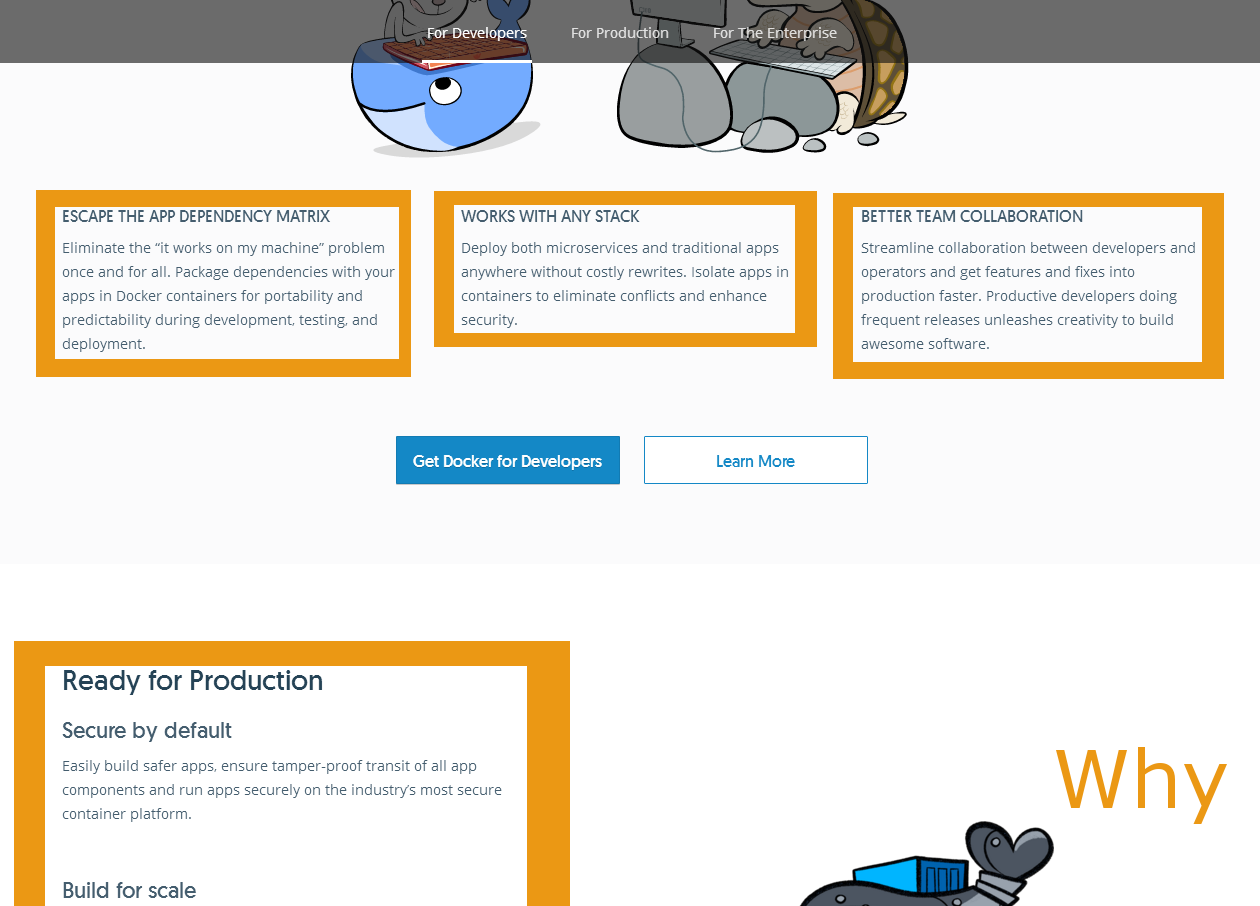 For Developers For Production For The Enterprise
ESCAPE THE APP DEPENDENCY MATRIX
Eliminate the “it works on my machine” problem
once and for all. Package dependencies with your
apps in Docker containers for portability and
predictability during development, testing, and
deployment.
WORKS WITH ANY STACK
Deploy both microservices and traditional apps
anywhere without costly rewrites. Isolate apps in
containers to eliminate conflicts and enhance
security.
BETTER TEAM COLLABORATION
Streamline collaboration between developers and
operators and get features and fixes into
production faster. Productive developers doing
frequent releases unleashes creativity to build
awesome software.
Get Docker for Developers
Learn More
Ready for Production
Secure by default
Easily build safer apps, ensure tamper-proof transit of all app
components and run apps securely on the industry’s most secure
container platform.
Why
Build for scale